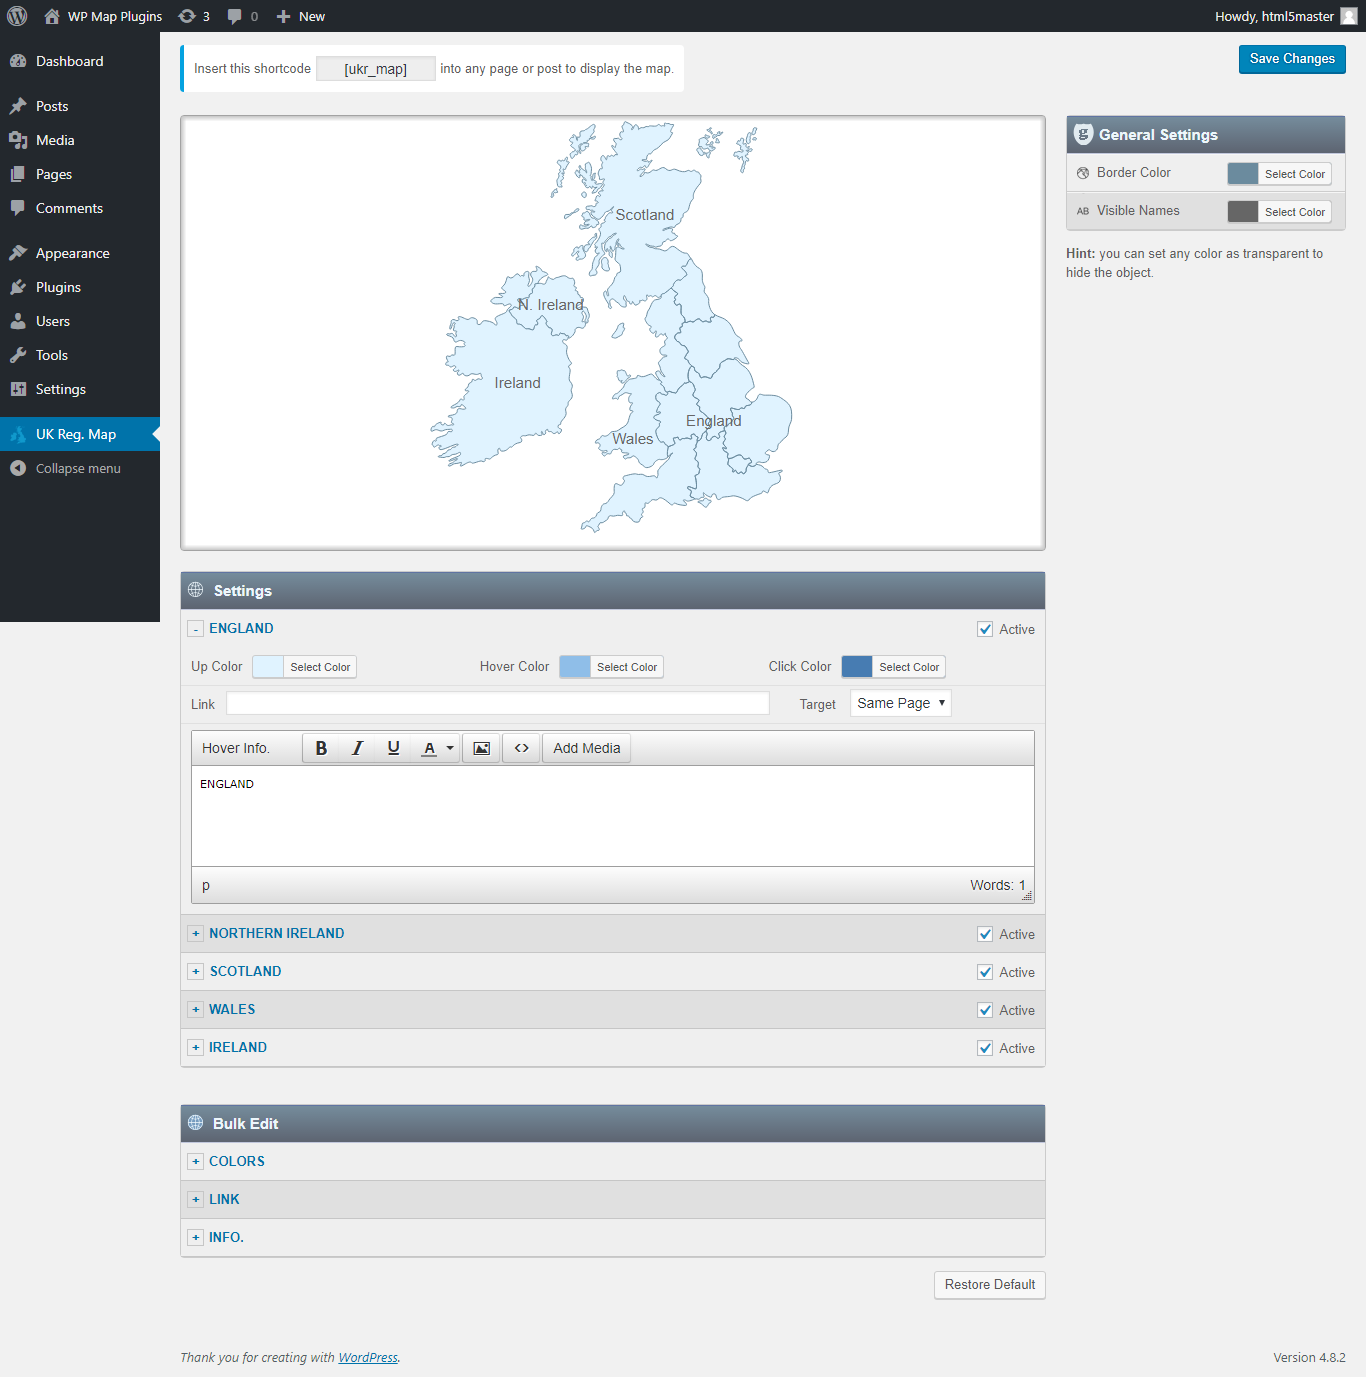 WP Map Plugins 3 0 New Howdy, html5master
Dashboard
Posts
Media
Pages
Comments
Appearance
Plugins
Users
Tools
Settings
UK Reg. Map
Collapse menu
Insert this shortcode [ukr_map] into any page or post to display the map.
Save Changes
Scotland
N. Ireland
Ireland
England
Wales
General Settings
Border Color Select Color
AB Visible Names Select Color
Hint: you can set any color as transparent to
hide the object.
Settings
- ENGLAND Active
Up Color Select Color Hover Color Select Color Click Color Select Color
Link Target Same Page
Hover Info. B I U A <> Add Media
ENGLAND
p Words: 1
+ NORTHERN IRELAND Active
+ SCOTLAND Active
+ WALES Active
+ IRELAND Active
Bulk Edit
+ COLORS
+ LINK
+ INFO.
Restore Default
Thank you for creating with WordPress. Version 4.8.2